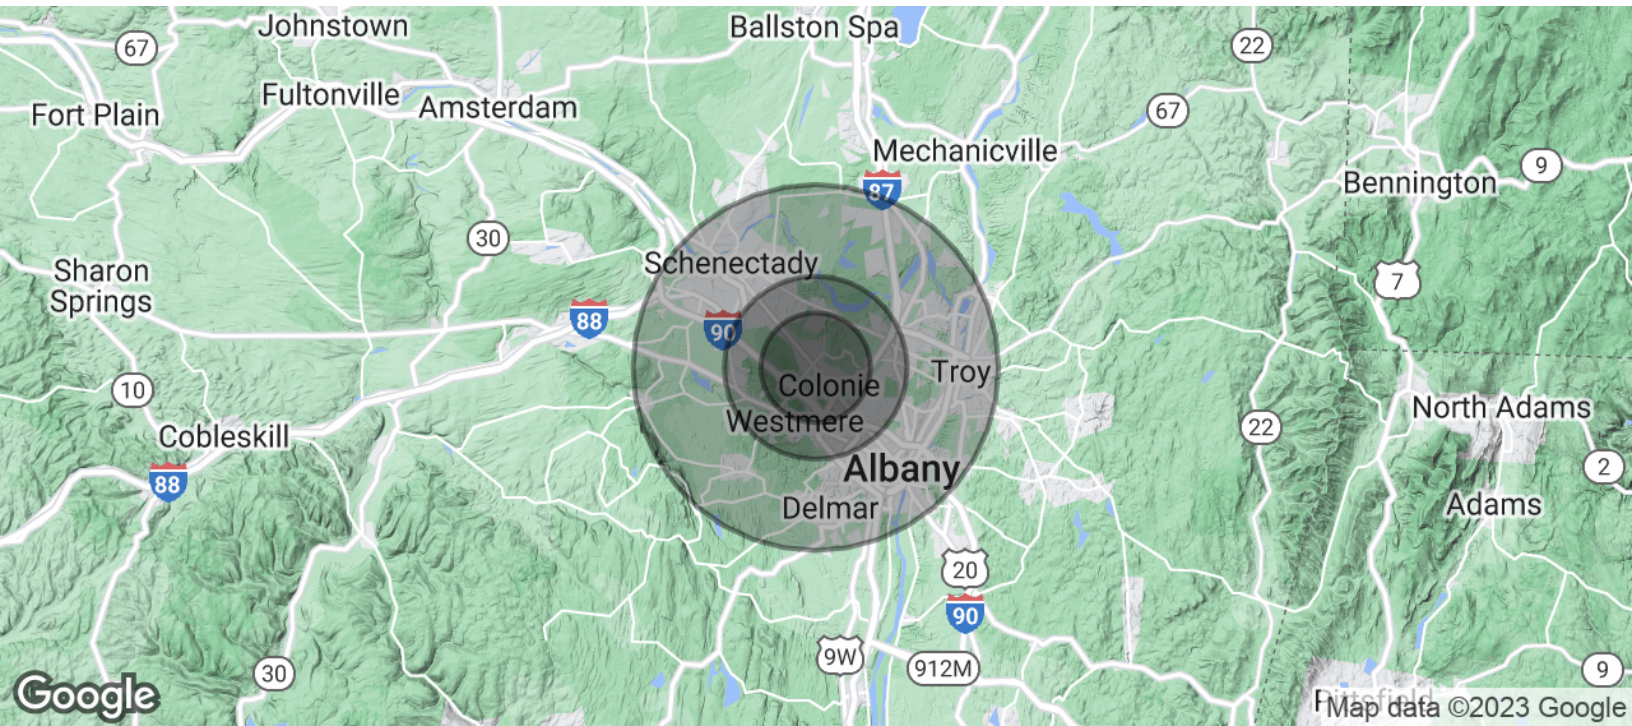 Johnstown
Ballston Spa
67
22
Fultonville
Amsterdam
Fort Plain
67
Mechanicville
9
Bennington
87
30
Schenectady
Sharon
Springs
7
88
90
Troy
Colonie
10
North Adams
Westmere
22
Cobleskill
Albany
2
88
Adams
Delmar
20
90
9W
912M
30
9
Google
Pittsfield
Map data ©2023 Google